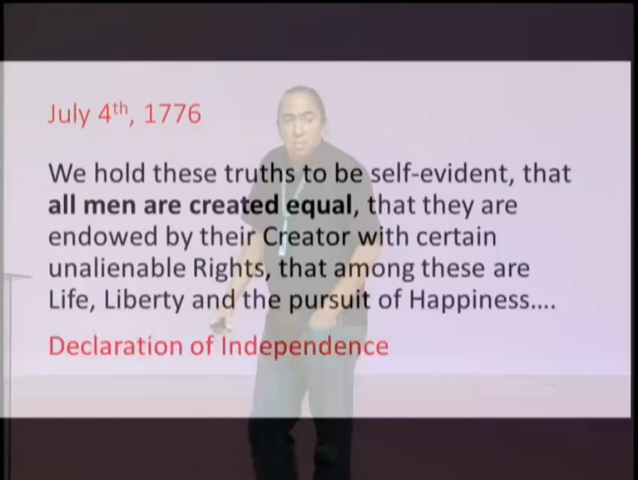 July 4th, 1776
We hold these truths to be self-evident, that
all men are created equal, that they are
endowed by their Creator with certain
unalienable Rights, that among these are
Life, Liberty and the pursuit of Happiness....
Declaration of Independence